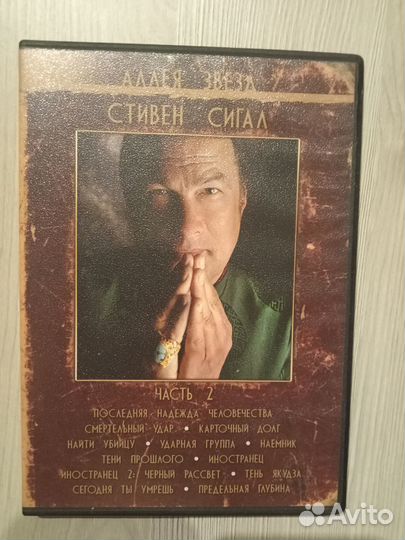 АЛЛЕЯ ЗВЕЗД
СТИВЕН СИГАЛ
ЧАСТЬ 2
ПОСЛЕДНЯЯ НАДЕЖДА ЧЕЛОВЕЧЕСТВА
СМЕРТЕЛЬНЫЙ УДАР • КАРТОЧНЫЙ ДОЛГ
НАЙТИ УБИЙЦУ • УДАРНАЯ ГРУППА • НАЕМНИК
ТЕНИ ПРОШЛОГО • ИНОСТРАНЕЦ
ИНОСТРАНЕЦ 2: ЧЕРНЫЙ РАССВЕТ • ТЕНЬ ЯКУДЗА
СЕГОДНЯ ТЫ УМРЕШЬ • ПРЕДЕЛЬНАЯ ГЛУБИНА
Avito